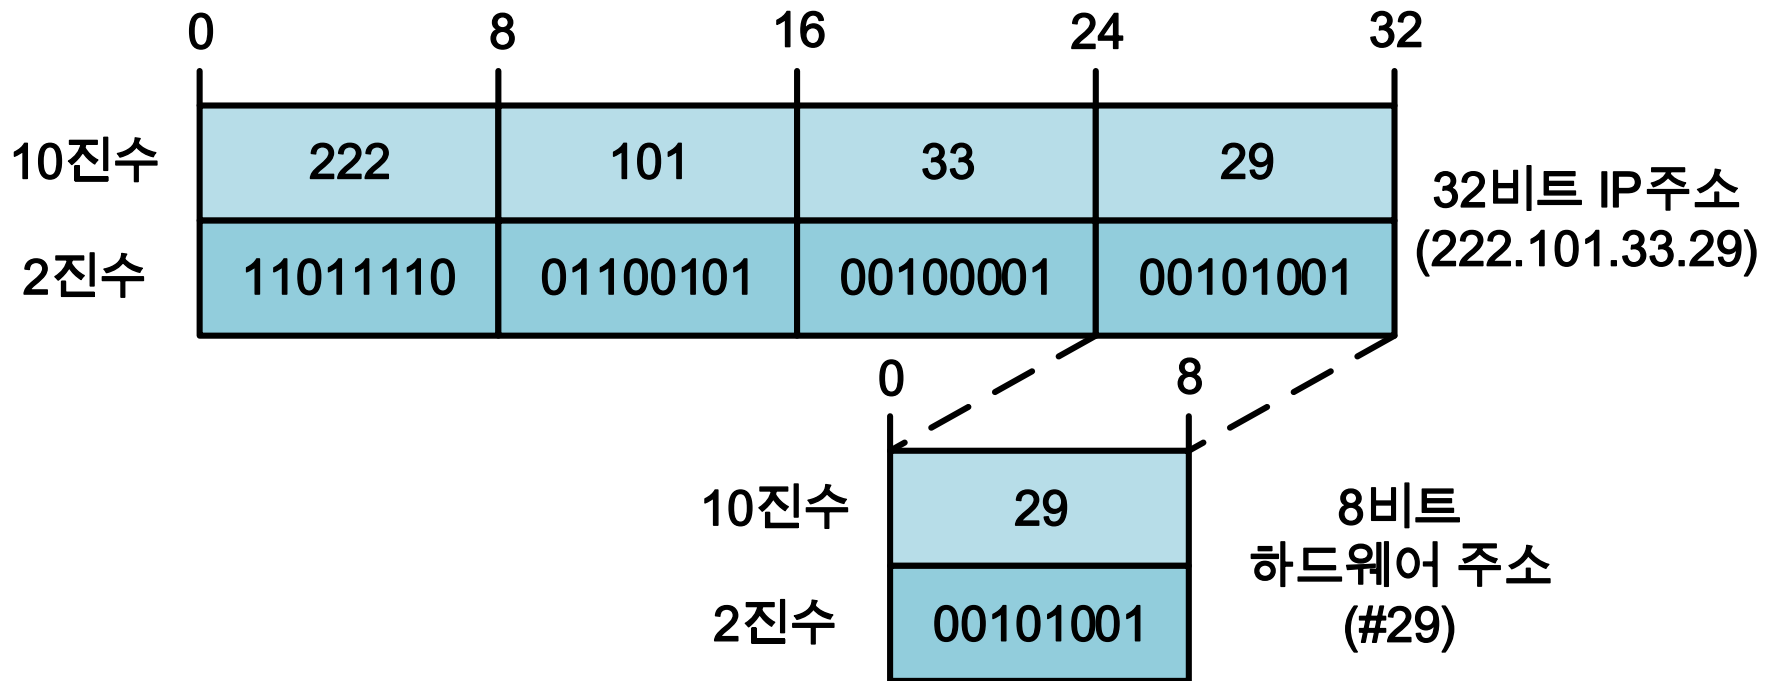 0 8 16 24 32
10진수 222 101 33 29
32비트 IP주소
(222.101.33.29)
2진수 11011110 01100101 00100001 00101001
0 8
10진수 29
8비트
하드웨어 주소
(#29)
2진수 00101001